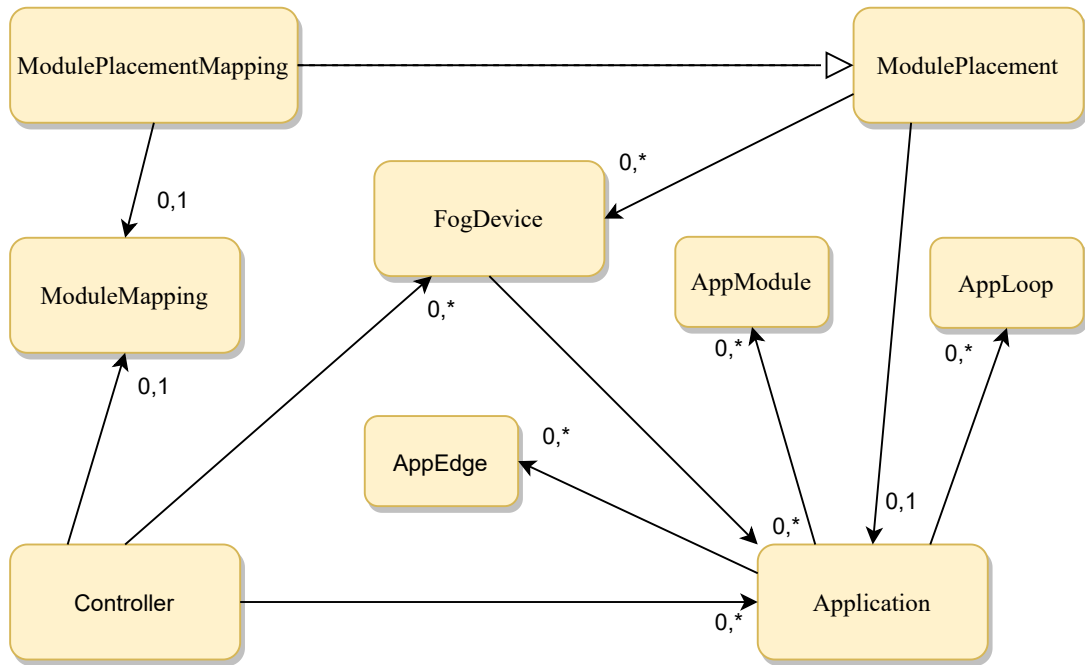 ModulePlacementMapping
ModulePlacement
0,*
0,1
FogDevice
ModuleMapping
AppModule
AppLoop
0,*
0,*
0,*
0,1
AppEdge
0,*
0,1
0,*
Controller
Application
0,*